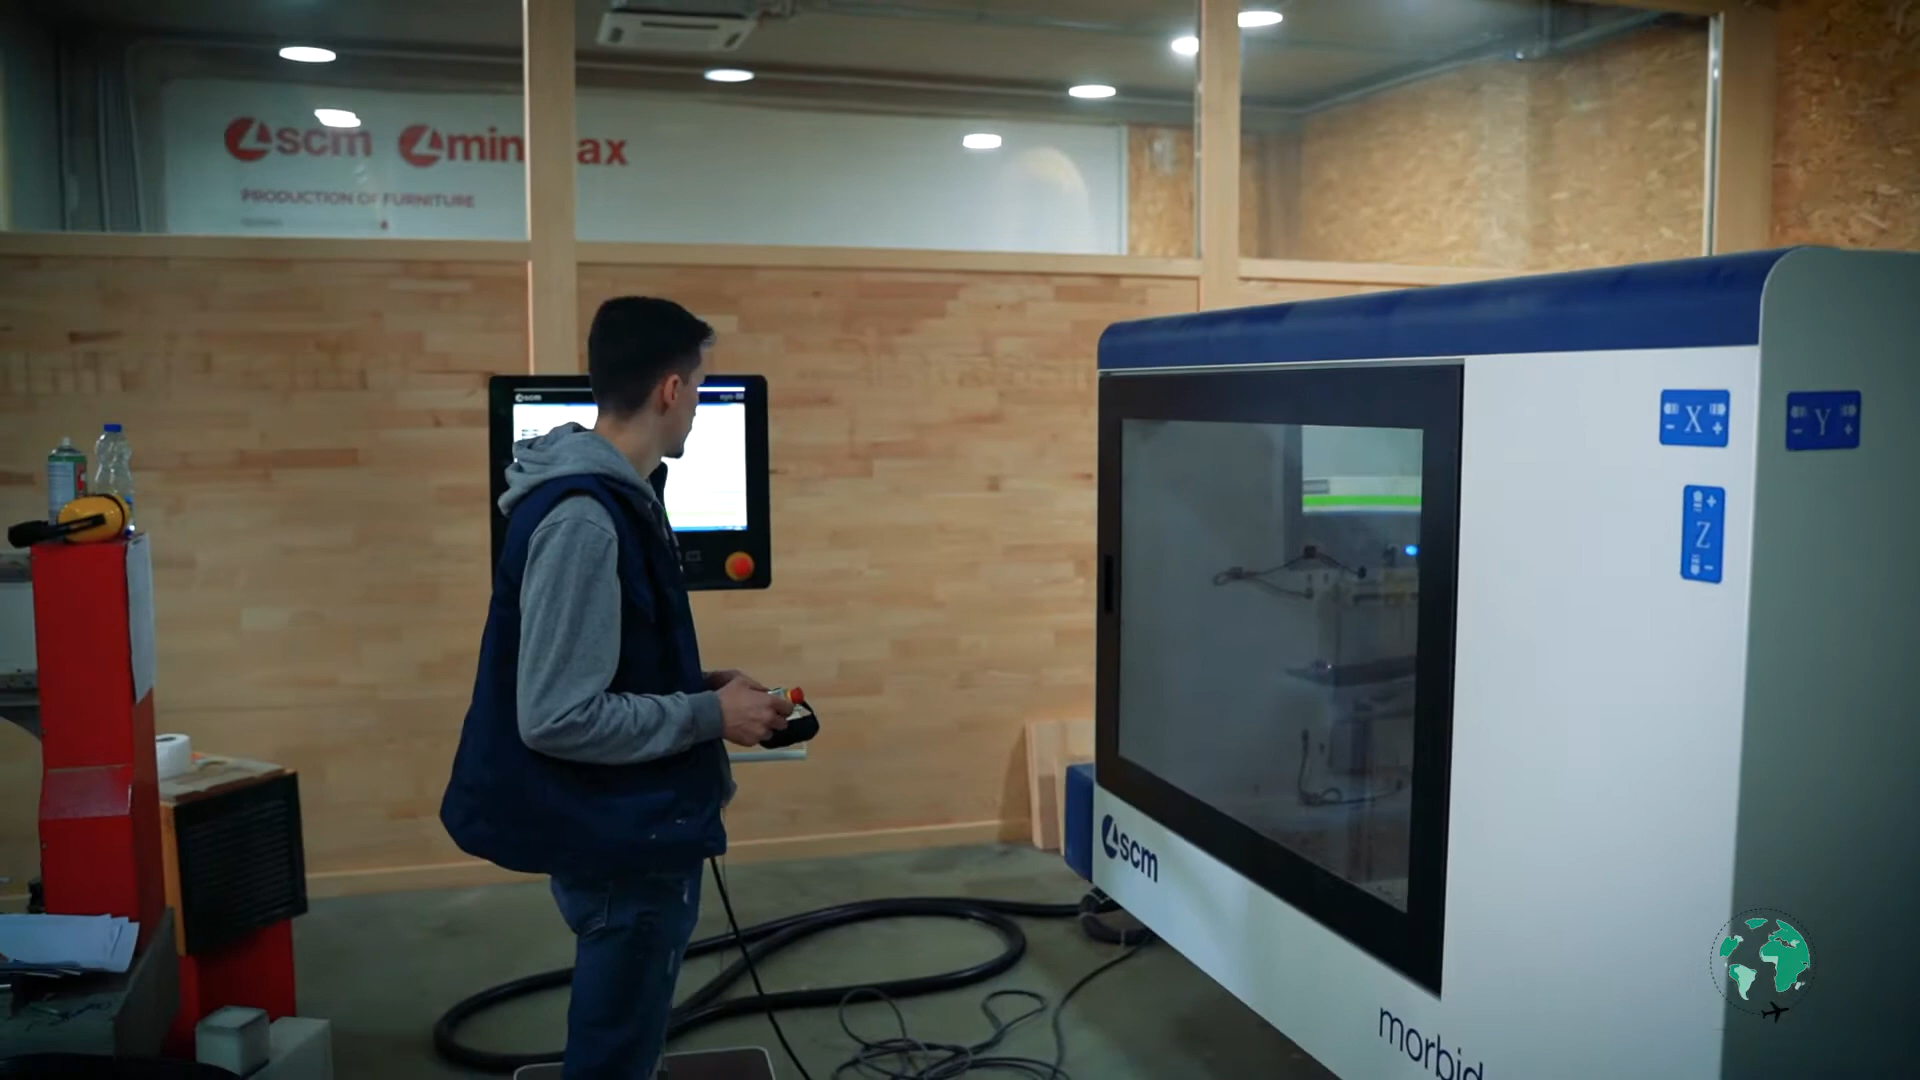 scm min ax
PRODUCTION OF FURNITURE
scm
- X +
- Y +
+
Z
-
scm
morbid